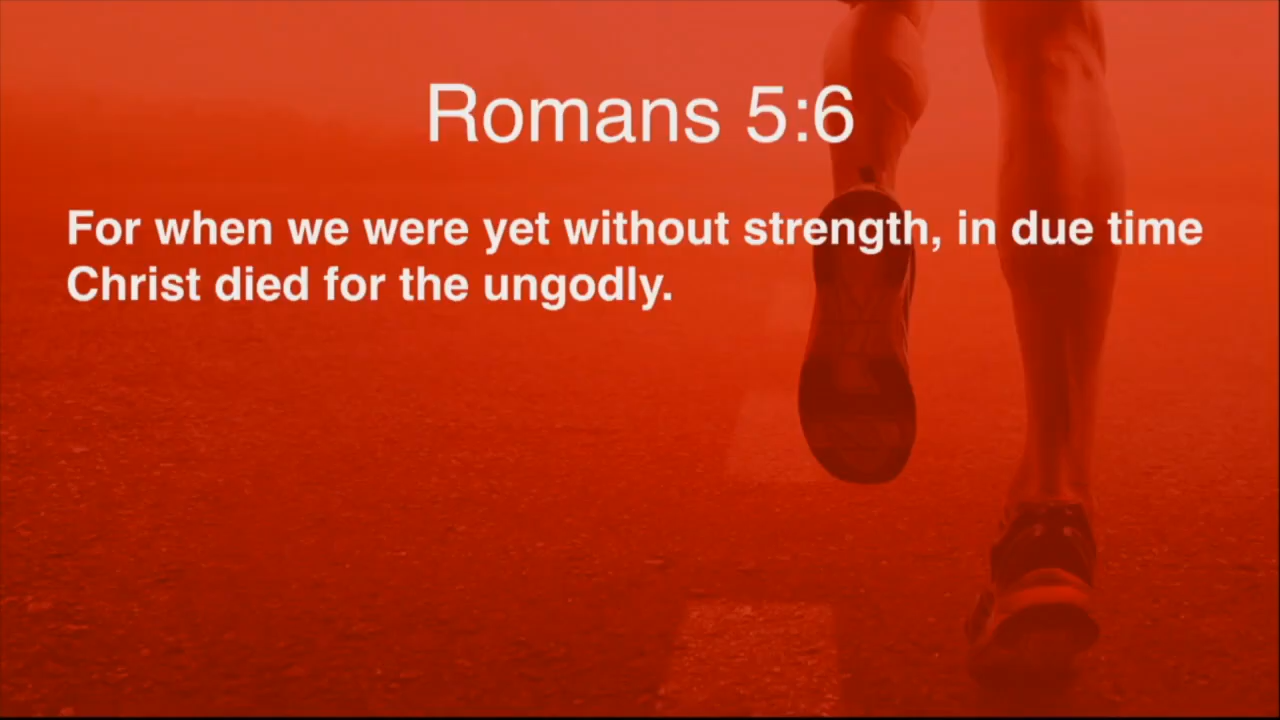 Romans 5:6
For when we were yet without strength, in due time
Christ died for the ungodly.